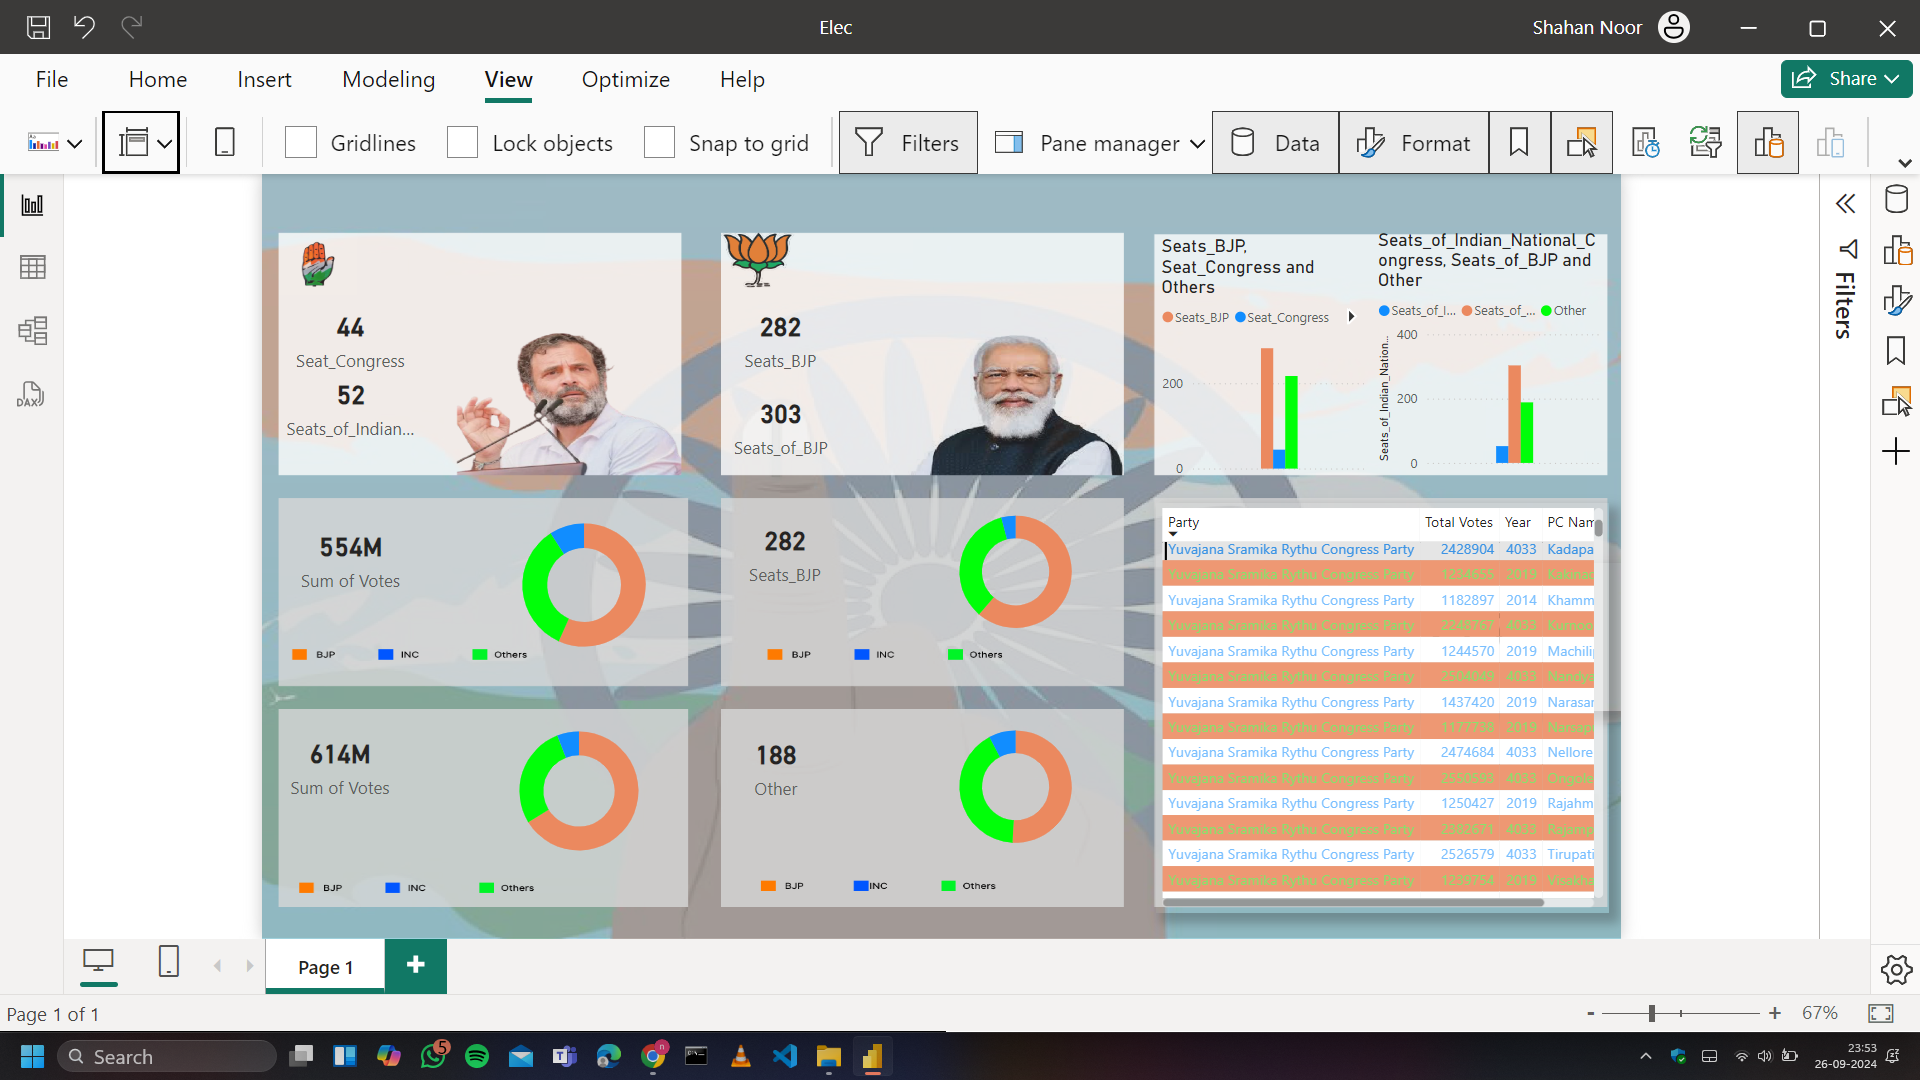 Elec
Shahan Noor
File
Home
Insert
Modeling
View
Optimize
Help
Share
Gridlines
Lock objects
Snap to grid
Filters
Pane manager
Data
Format
DAX
44
Seat_Congress
52
Seats_of_Indian...
282
Seats_BJP
303
Seats_of_BJP
Seats_BJP,
Seat_Congress and
Others
Seats_BJP
Seat_Congress
200
0
Seats_of_Indian_National_C
ongress, Seats_of_BJP and
Other
Seats_of_I...
Seats_of_...
Other
Seats_of_Indian_Nation...
400
200
0
Filters
554M
Sum of Votes
BJP
INC
Others
282
Seats_BJP
BJP
INC
Others
614M
Sum of Votes
BJP
INC
Others
188
Other
BJP
INC
Others
Party Total Votes Year PC Nam
Yuvajana Sramika Rythu Congress Party 2428904 4033 Kadapa
Yuvajana Sramika Rythu Congress Party 1234655 2019 Kakina
Yuvajana Sramika Rythu Congress Party 1182897 2014 Khamm
Yuvajana Sramika Rythu Congress Party 2248767 4033 Kurnoo
Yuvajana Sramika Rythu Congress Party 1244570 2019 Machili
Yuvajana Sramika Rythu Congress Party 2504049 4033 Nandya
Yuvajana Sramika Rythu Congress Party 1437420 2019 Narasar
Yuvajana Sramika Rythu Congress Party 1177738 2019 Narsap
Yuvajana Sramika Rythu Congress Party 2474684 4033 Nellore
Yuvajana Sramika Rythu Congress Party 2550593 4033 Ongole
Yuvajana Sramika Rythu Congress Party 1250427 2019 Rajahm
Yuvajana Sramika Rythu Congress Party 2382671 4033 Rajamp
Yuvajana Sramika Rythu Congress Party 2526579 4033 Tirupati
Yuvajana Sramika Rythu Congress Party 1239754 2019 Visakha
Page 1
Page 1 of 1
67%
Search
5
n
23:53
26-09-2024